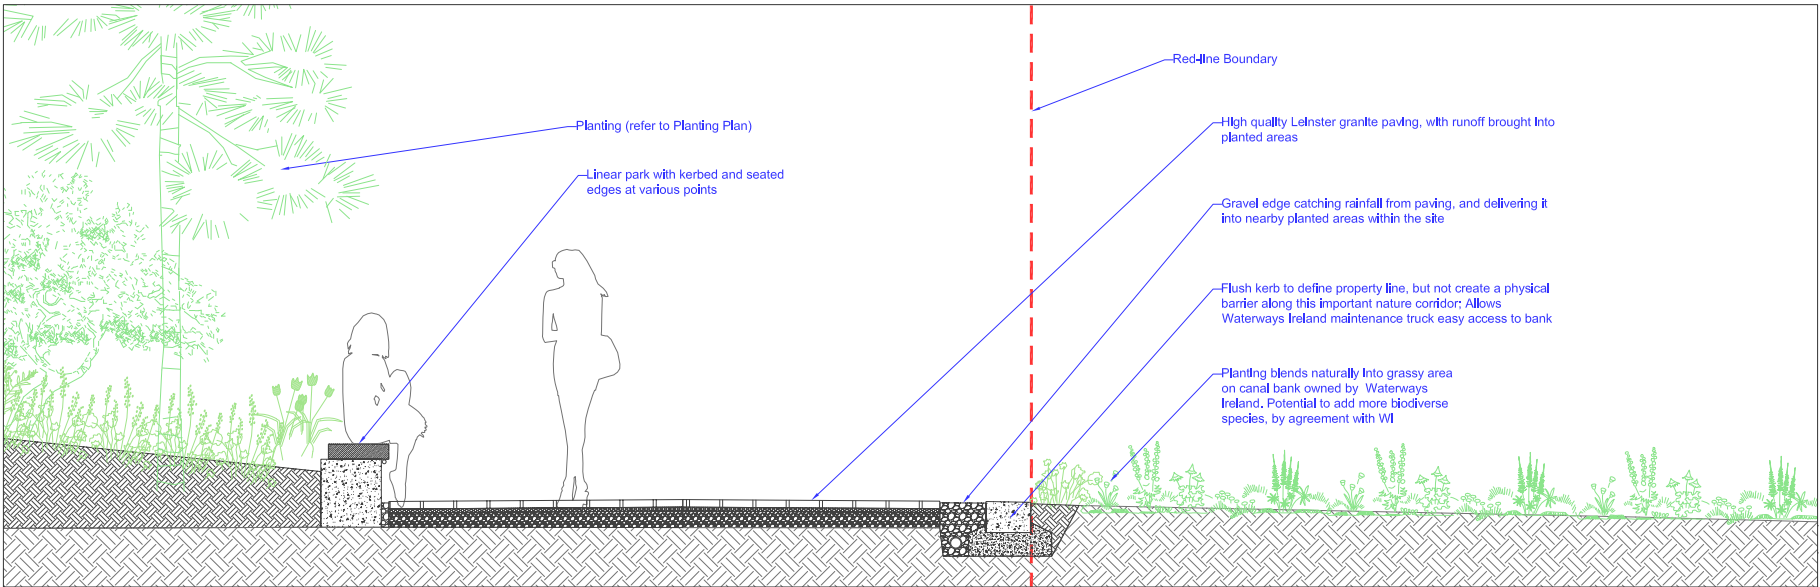 Red-line Boundary
Planting (refer to Planting Plan)
High quality Leinster granite paving, with runoff brought into
planted areas
Linear park with kerbed and seated
edges at various points
Gravel edge catching rainfall from paving, and delivering it
into nearby planted areas within the site
Flush kerb to define property line, but not create a physical
barrier along this important nature corridor; Allows
Waterways Ireland maintenance truck easy access to bank
Planting blends naturally into grassy area
on canal bank owned by Waterways
Ireland. Potential to add more biodiverse
species, by agreement with WI